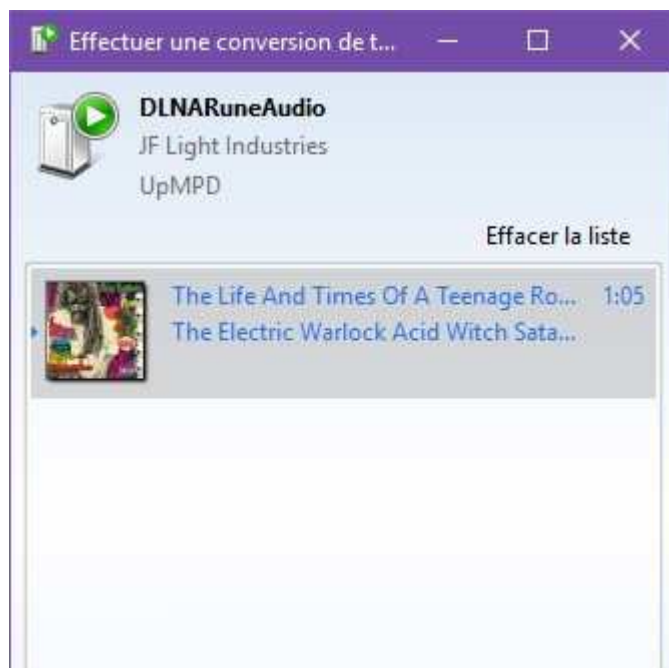 Effectuer une conversion de t...
DLNARuneAudio
JF Light Industries
UpMPD
Effacer la liste
The Life And Times Of A Teenage Ro... 1:05
The Electric Warlock Acid Witch Sata...